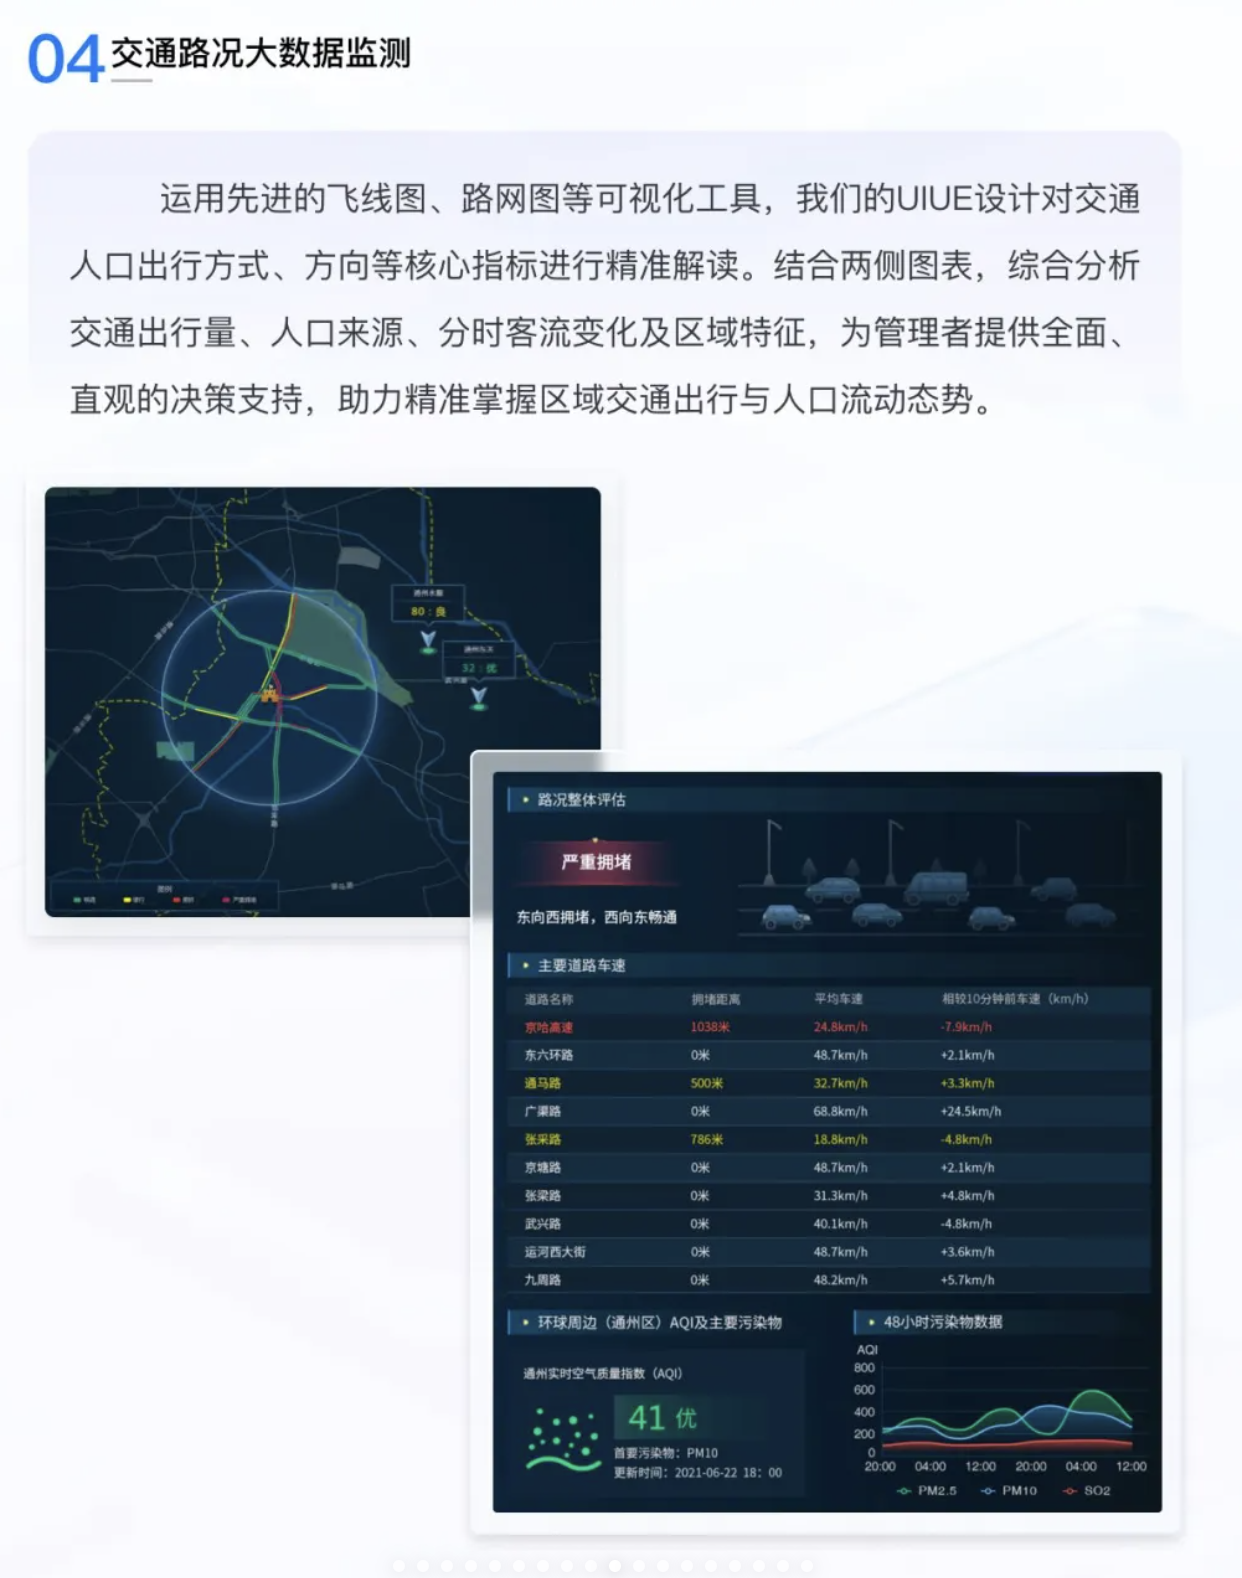 04 交通路况大数据监测
运用先进的飞线图、路网图等可视化工具，我们的UIUE设计对交通
人口出行方式、方向等核心指标进行精准解读。结合两侧图表，综合分析
交通出行量、人口来源、分时客流变化及区域特征，为管理者提供全面、
直观的决策支持，助力精准掌握区域交通出行与人口流动态势。
80：良
32：优
图例
路况整体评估
严重拥堵
东向西拥堵，西向东畅通
主要道路车速
道路名称 拥堵距离 平均车速 相较10分钟前车速（km/h）
京哈高速 1038米 24.8km/h -7.9km/h
东六环路 0米 48.7km/h +2.1km/h
通马路 500米 32.7km/h +3.3km/h
广渠路 0米 68.8km/h +24.5km/h
张采路 786米 18.8km/h -4.8km/h
京塘路 0米 48.7km/h +2.1km/h
张梁路 0米 31.3km/h +4.8km/h
武兴路 0米 40.1km/h -4.8km/h
运河西大街 0米 48.7km/h +3.6km/h
九周路 0米 48.2km/h +5.7km/h
环球周边（通州区）AQI及主要污染物
通州实时空气质量指数（AQI）
41 优
首要污染物：PM10
更新时间：2021-06-22 18：00
48小时污染物数据
AQI
800
600
400
200
0
20:00 04:00 12:00 20:00 04:00 12:00
PM2.5 PM10 SO2